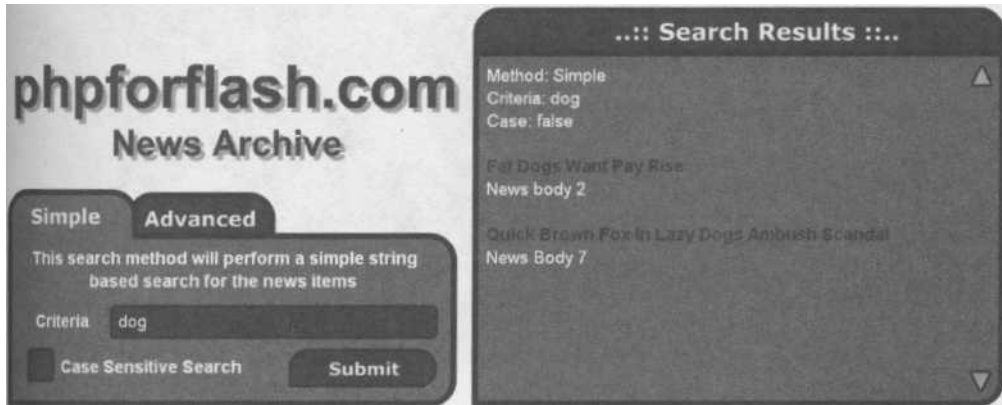 phpforflash.com
News Archive
Simple
Advanced
This search method will perform a simple string
based search for the news items
Criteria
dog
Case Sensitive Search
Submit
..:: Search Results ::..
Method: Simple
Criteria: dog
Case: false
Fat Dogs Want Pay Rise
News body 2
Quick Brown Fox In Lazy Dogs Ambush Scandal
News Body 7